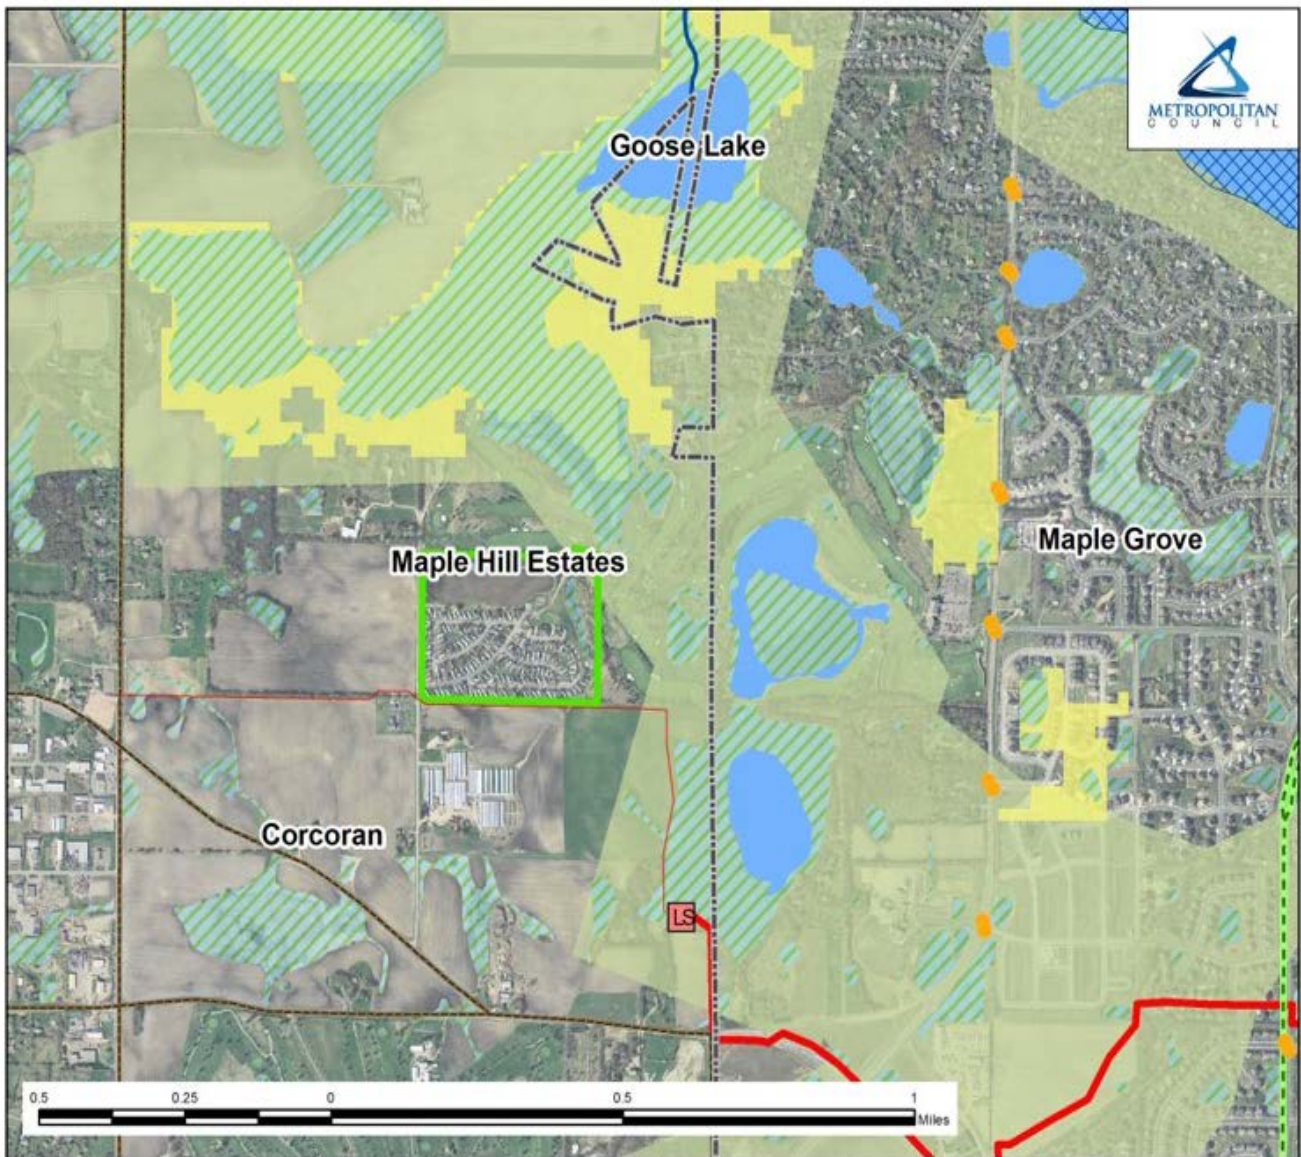 METROPOLITAN
COUNCIL
Goose Lake
Maple Grove
Maple Hill Estates
Corcoran
LS
0.5 0.25 0 0.5 1
Miles